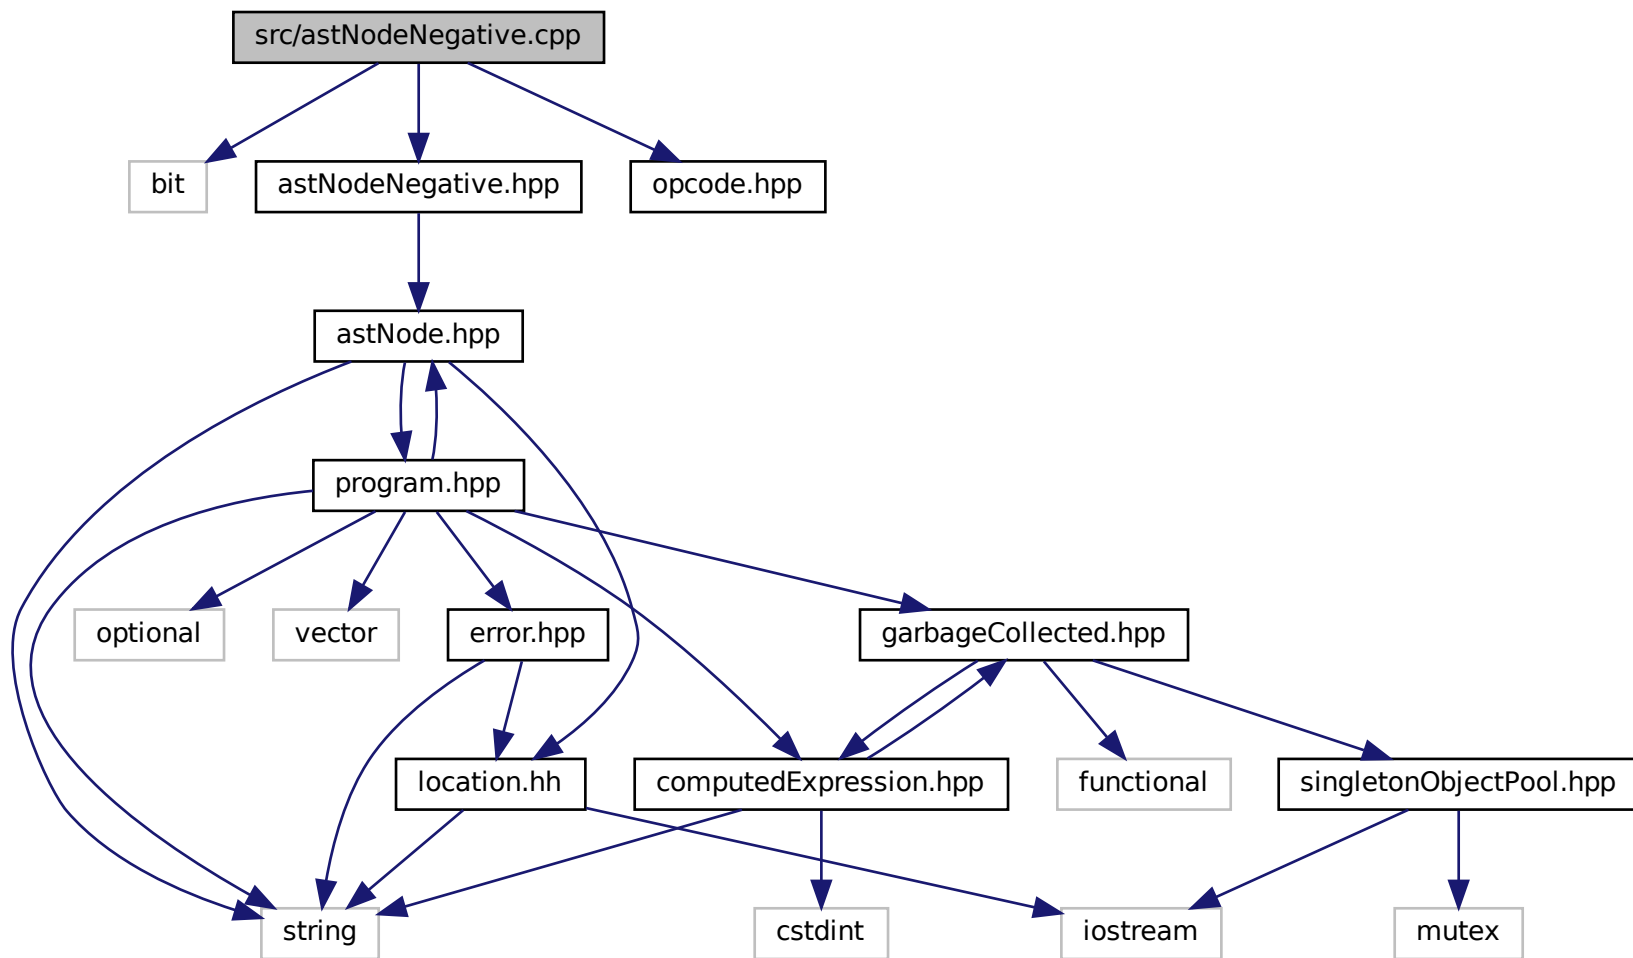 src/astNodeNegative.cpp
bit
astNodeNegative.hpp
opcode.hpp
astNode.hpp
program.hpp
optional
vector
error.hpp
garbageCollected.hpp
location.hh
computedExpression.hpp
functional
singletonObjectPool.hpp
string
cstdint
iostream
mutex